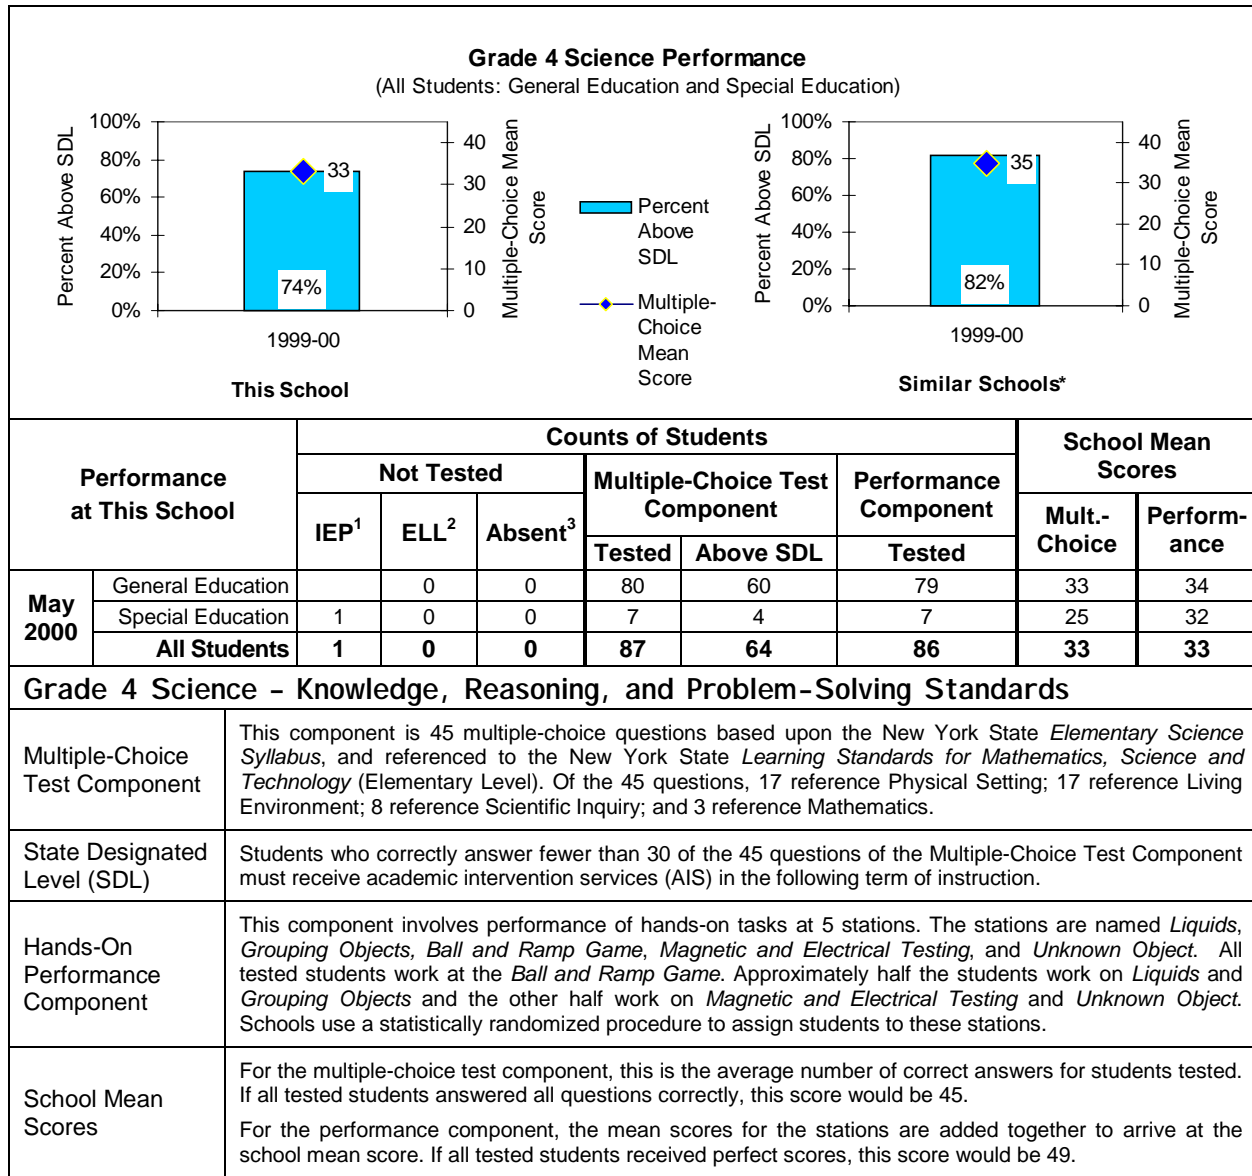 Grade 4 Science Performance
(All Students: General Education and Special Education)
Percent Above SDL
100%
80%
60%
40%
20%
0%
33
74%
1999-00
40
30
20
10
0
Multiple-Choice Mean
Score
This School
Percent
Above
SDL
Multiple-
Choice
Mean
Score
Percent Above SDL
100%
80%
60%
40%
20%
0%
35
82%
1999-00
40
30
20
10
0
Multiple-Choice Mean
Score
Similar Schools*
Performance
at This School
Counts of Students
School Mean
Scores
Not Tested
Multiple-Choice Test
Component
Performance
Component
IEP1
ELL2
Absent3
Tested
Above SDL
Tested
Mult.-
Choice
Perform-
ance
May
2000
General Education 0 0 80 60 79 33 34
Special Education 1 0 0 7 4 7 25 32
All Students 1 0 0 87 64 86 33 33
Grade 4 Science – Knowledge, Reasoning, and Problem-Solving Standards
Multiple-Choice
Test Component
This component is 45 multiple-choice questions based upon the New York State Elementary Science
Syllabus, and referenced to the New York State Learning Standards for Mathematics, Science and
Technology (Elementary Level). Of the 45 questions, 17 reference Physical Setting; 17 reference Living
Environment; 8 reference Scientific Inquiry; and 3 reference Mathematics.
State Designated
Level (SDL)
Students who correctly answer fewer than 30 of the 45 questions of the Multiple-Choice Test Component
must receive academic intervention services (AIS) in the following term of instruction.
Hands-On
Performance
Component
This component involves performance of hands-on tasks at 5 stations. The stations are named Liquids,
Grouping Objects, Ball and Ramp Game, Magnetic and Electrical Testing, and Unknown Object. All
tested students work at the Ball and Ramp Game. Approximately half the students work on Liquids and
Grouping Objects and the other half work on Magnetic and Electrical Testing and Unknown Object.
Schools use a statistically randomized procedure to assign students to these stations.
School Mean
Scores
For the multiple-choice test component, this is the average number of correct answers for students tested.
If all tested students answered all questions correctly, this score would be 45.
For the performance component, the mean scores for the stations are added together to arrive at the
school mean score. If all tested students received perfect scores, this score would be 49.